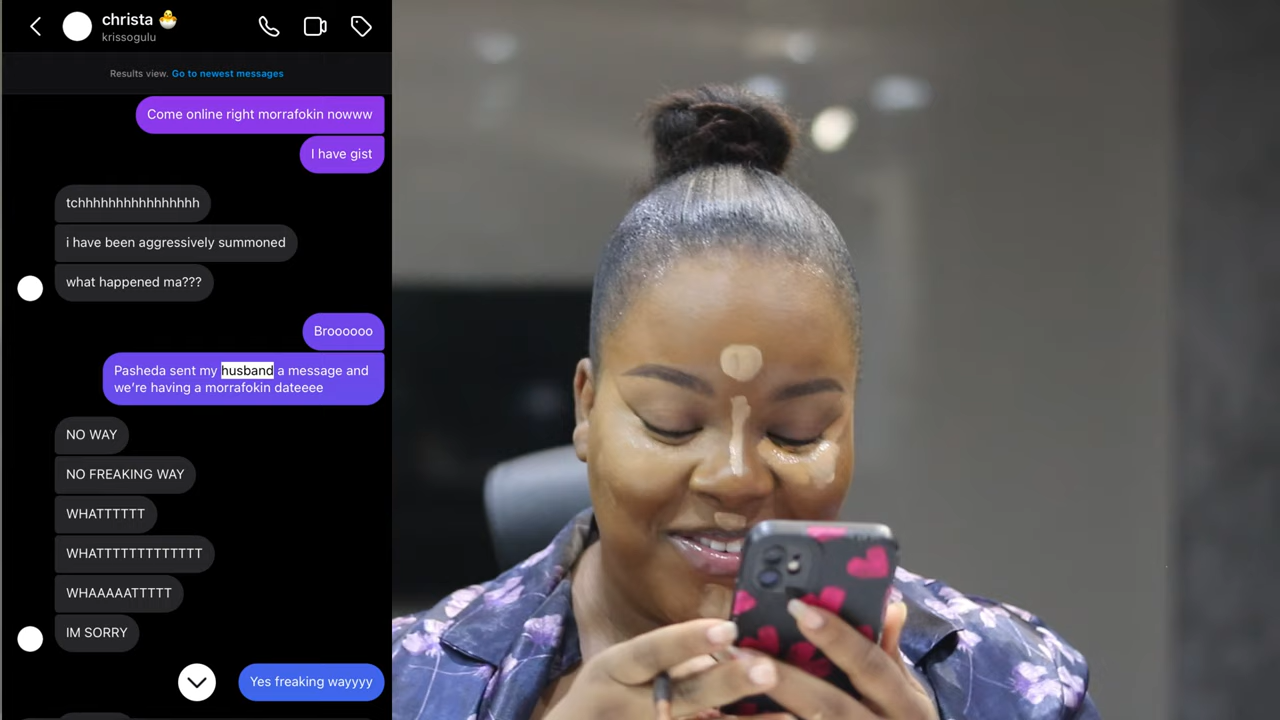 christa 🐣
krissogulu
Results view. Go to newest messages
Come online right morrafokin nowww
I have gist
tchhhhhhhhhhhhhhhh
i have been aggressively summoned
what happened ma???
Broooooo
Pasheda sent my husband a message and
we're having a morrafokin dateeee
NO WAY
NO FREAKING WAY
WHATTTTTT
WHATTTTTTTTTTTTT
WHAAAAATTTTT
IM SORRY
Yes freaking wayyyy